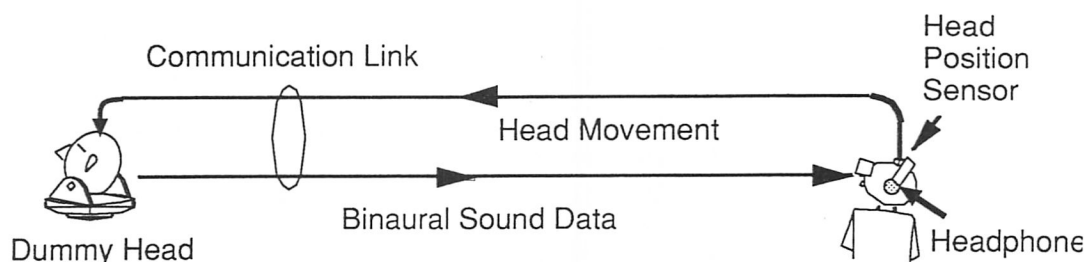 Communication Link
Head
Position
Sensor
Head Movement
Binaural Sound Data
Dummy Head
Headphone